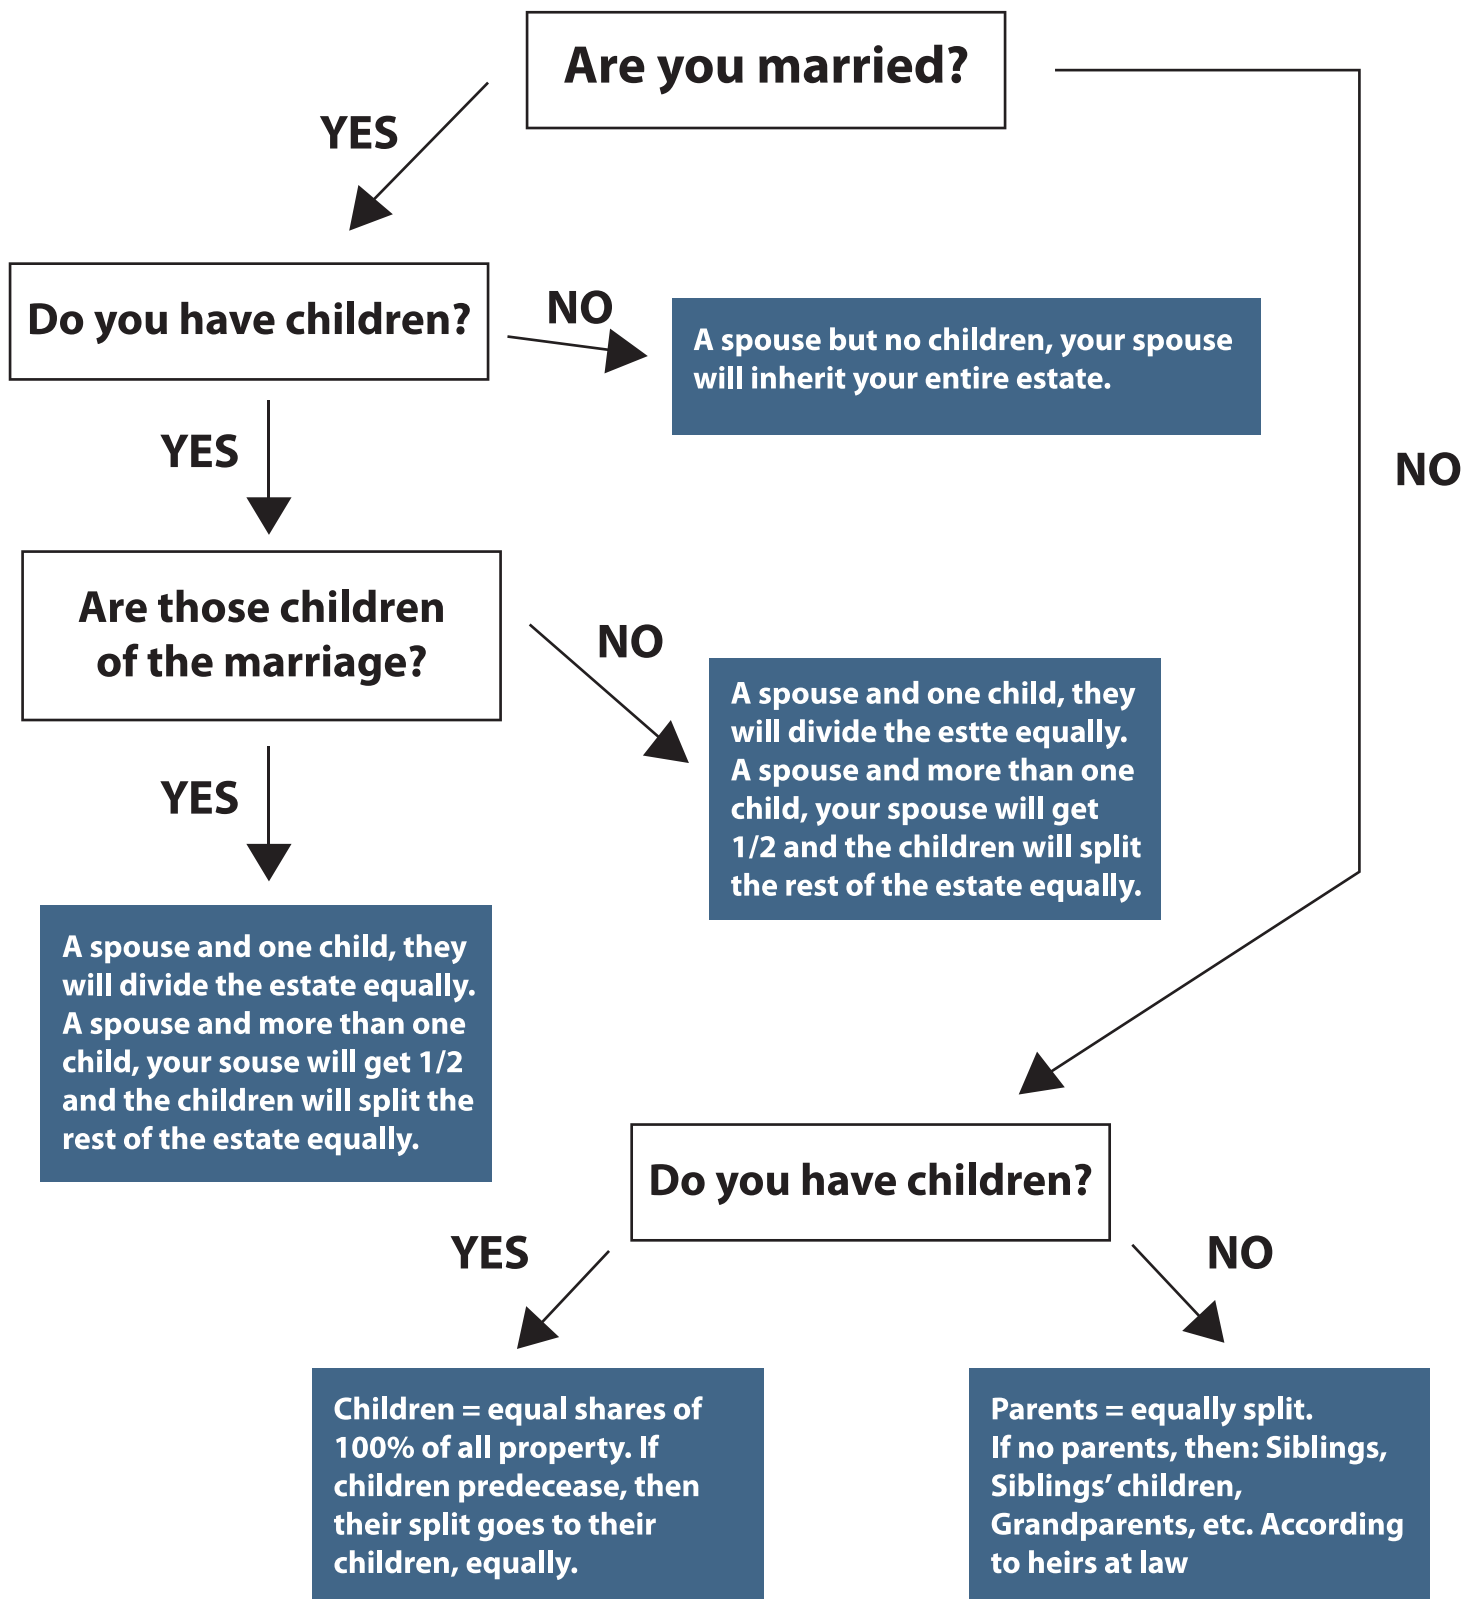 Are you married?
YES
NO
Do you have children?
NO
A spouse but no children, your spouse
will inherit your entire estate.
YES
Are those children
of the marriage?
NO
A spouse and one child, they
will divide the estte equally.
A spouse and more than one
child, your spouse will get
1/2 and the children will split
the rest of the estate equally.
YES
A spouse and one child, they
will divide the estate equally.
A spouse and more than one
child, your souse will get 1/2
and the children will split the
rest of the estate equally.
Do you have children?
YES
NO
Children = equal shares of
100% of all property. If
children predecease, then
their split goes to their
children, equally.
Parents = equally split.
If no parents, then: Siblings,
Siblings’ children,
Grandparents, etc. According
to heirs at law